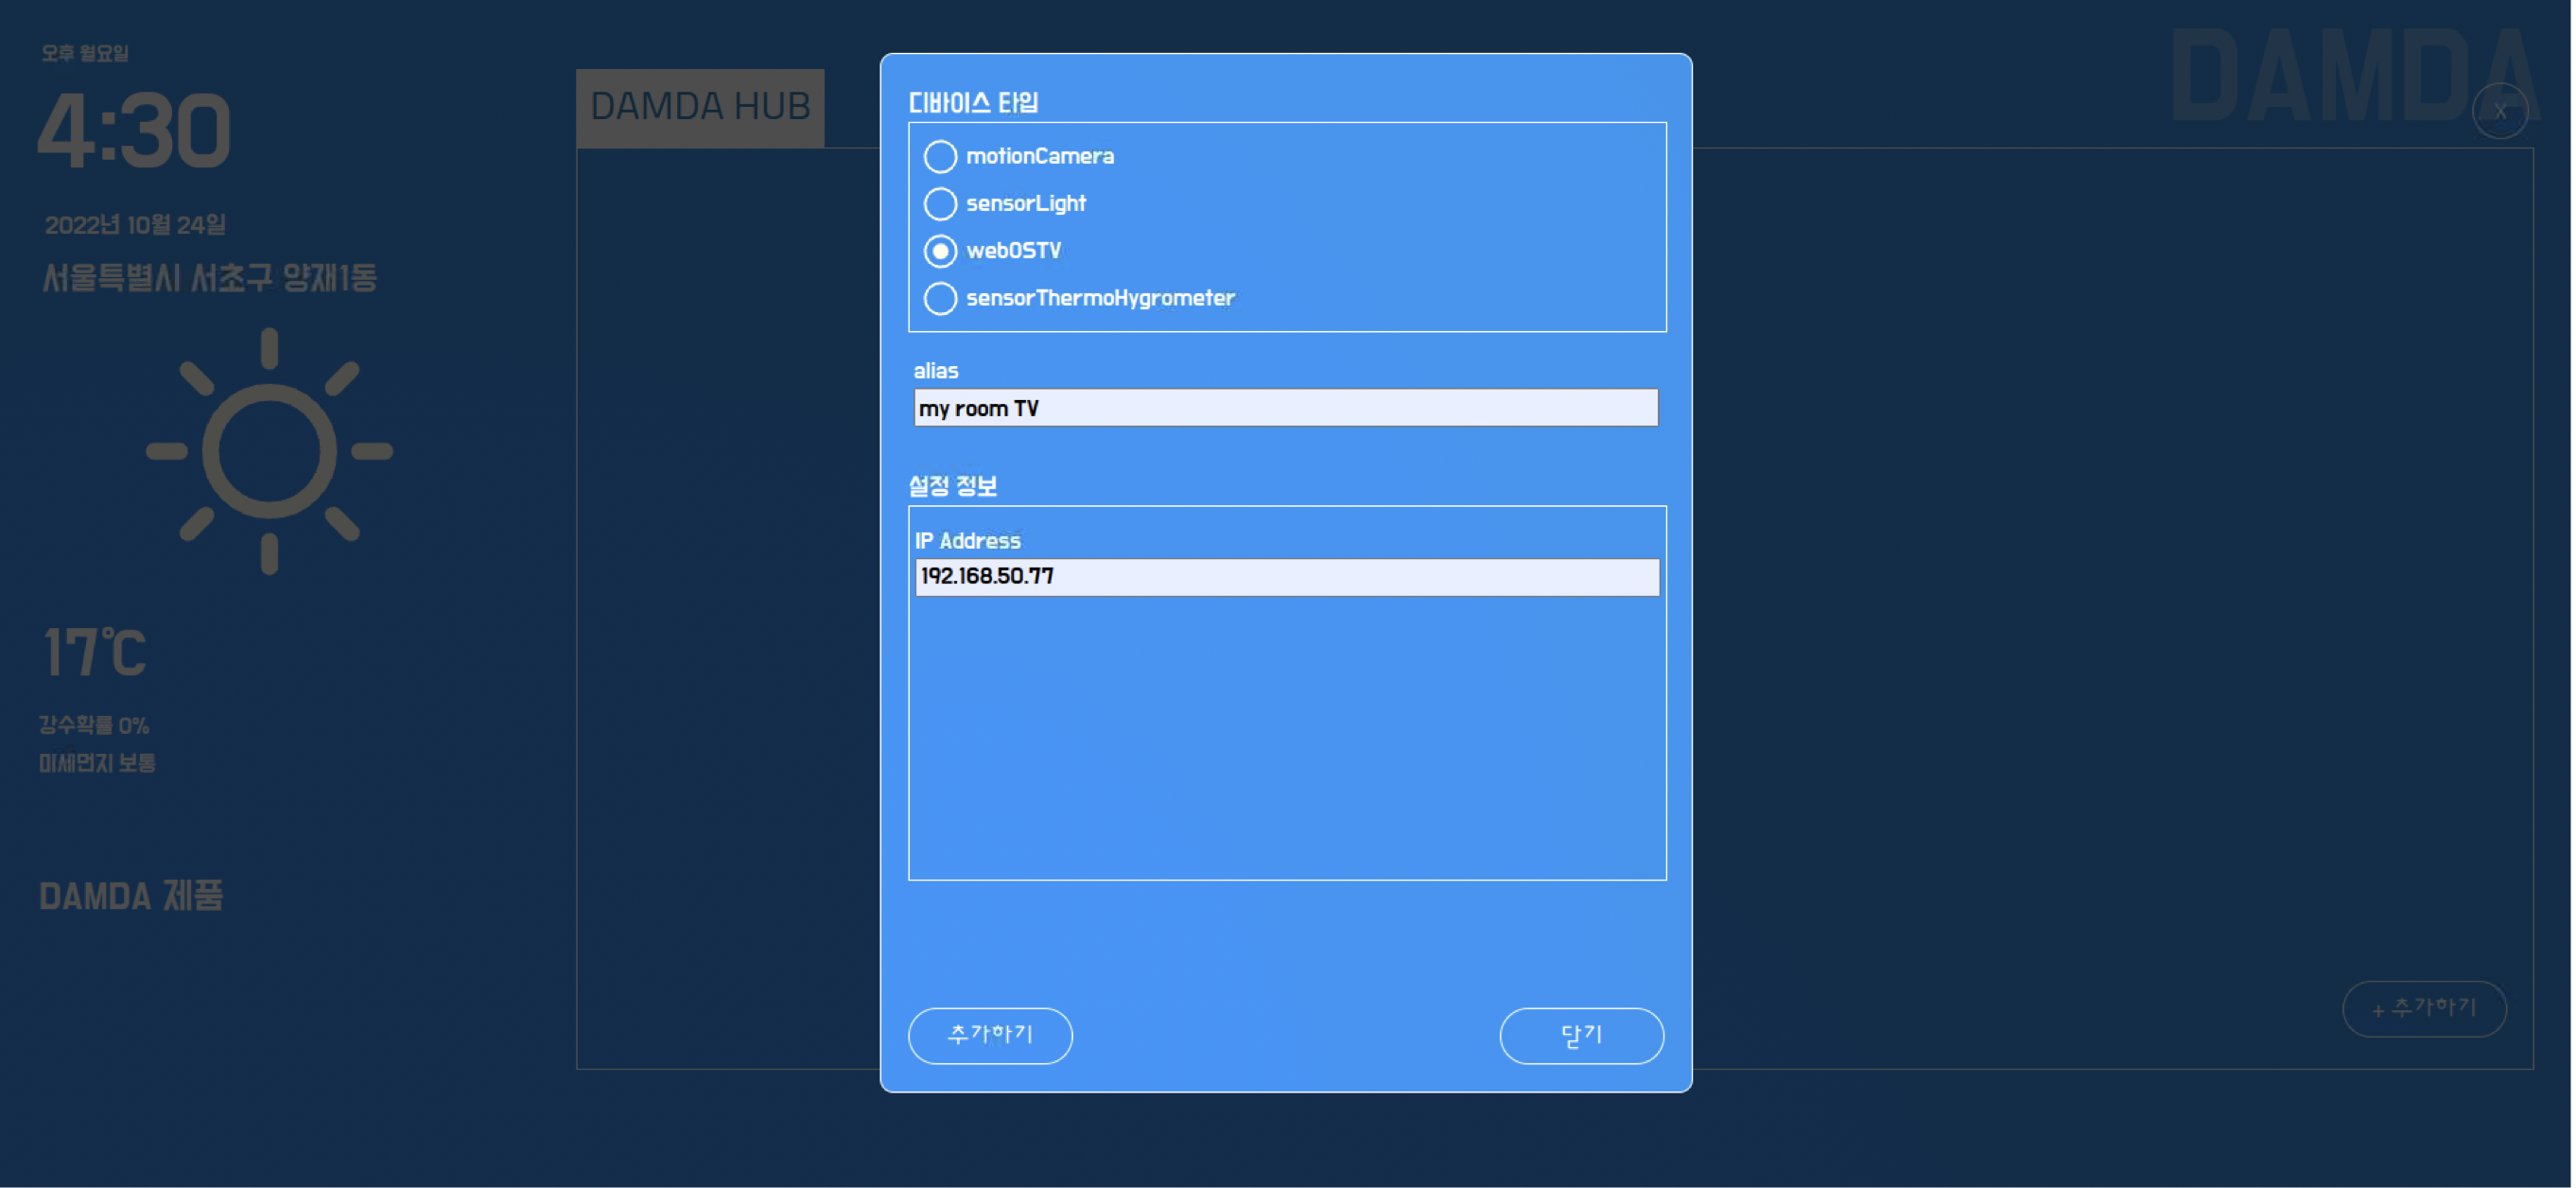 오후 월요일
4:30
2022년 10월 24일
서울특별시 서초구 양재1동
17℃
강수확률 0%
미세먼지 보통
DAMDA 제품
DAMDA HUB
DAMDA
X
디바이스 타입
motionCamera
sensorLight
webOSTV
sensorThermoHygrometer
alias
my room TV
설정 정보
IP Address
192.168.50.77
추가하기
닫기
+ 추가하기